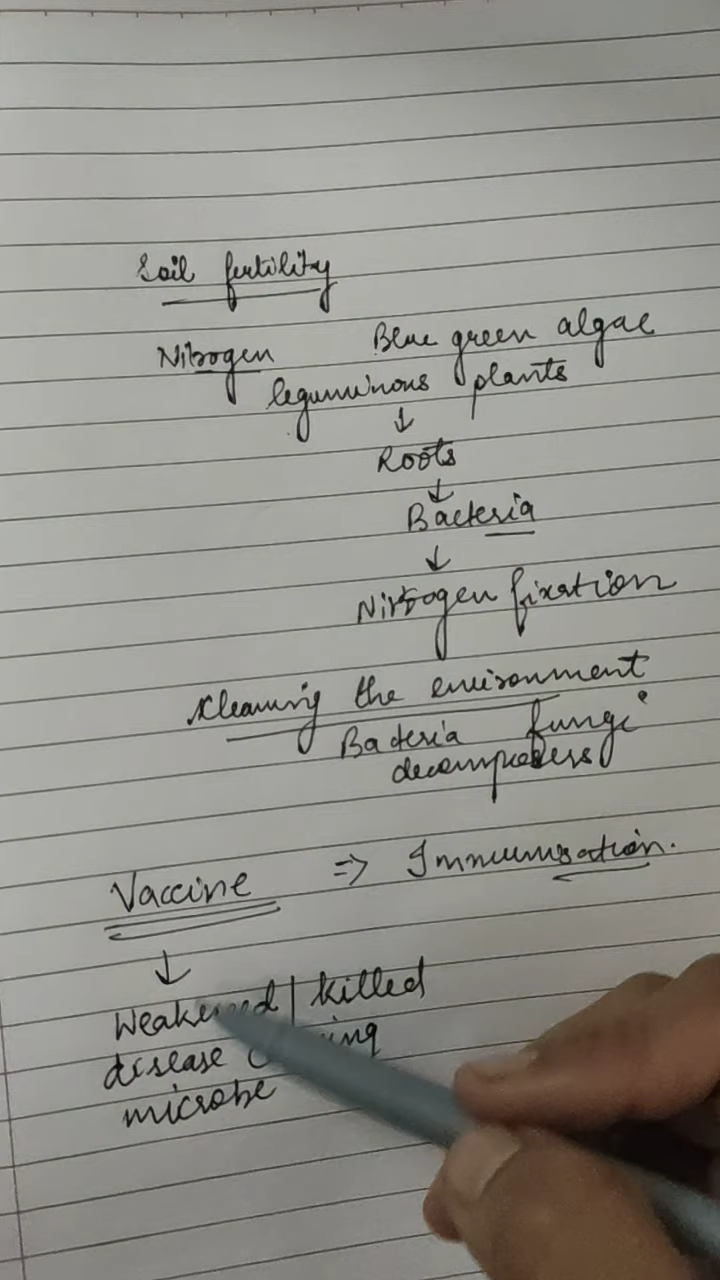 Soil fertility
Nitrogen Blue green algae
leguminous plants
↓
Roots
↓
Bacteria
↓
Nitrogen fixation
Cleaning the environment
Bacteria fungi
decomposers
Vaccine ⇒ Immunisation.
↓
Weakened | killed
disease
microbe